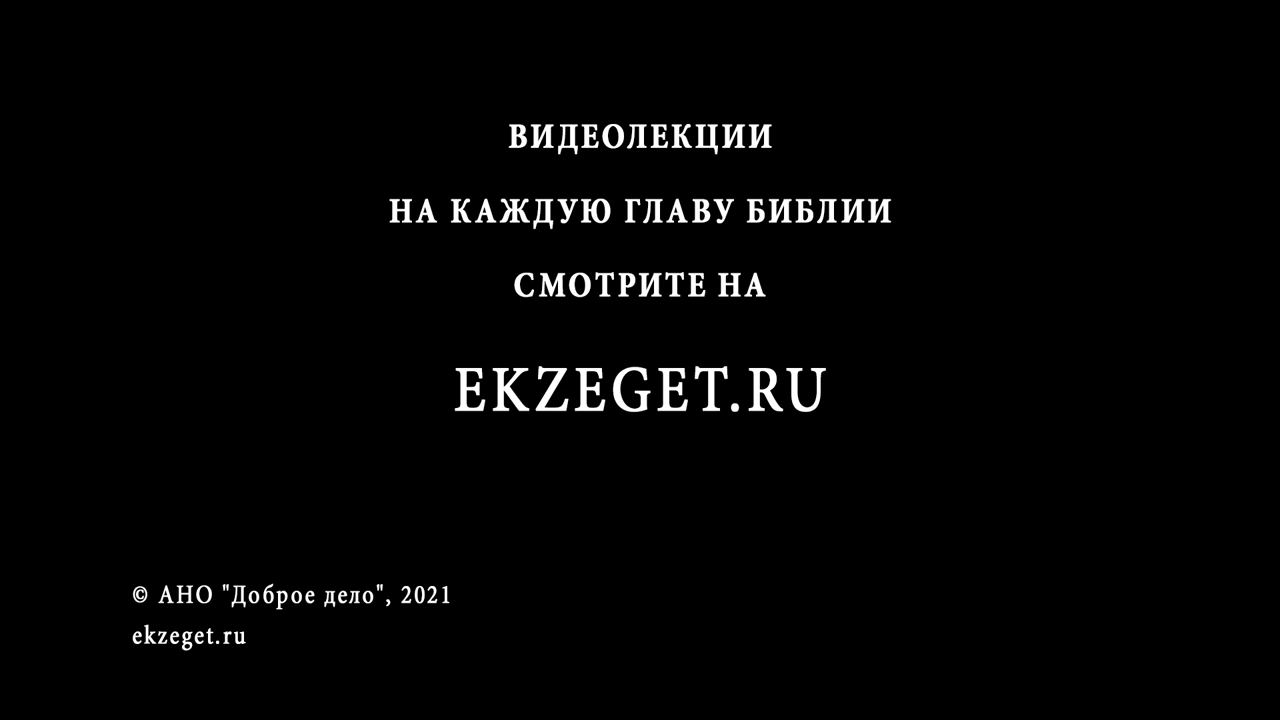 ВИДЕОЛЕКЦИИ
НА КАЖДУЮ ГЛАВУ БИБЛИИ
СМОТРИТЕ НА
EKZEGET.RU
© АНО "Доброе дело", 2021
ekzeget.ru